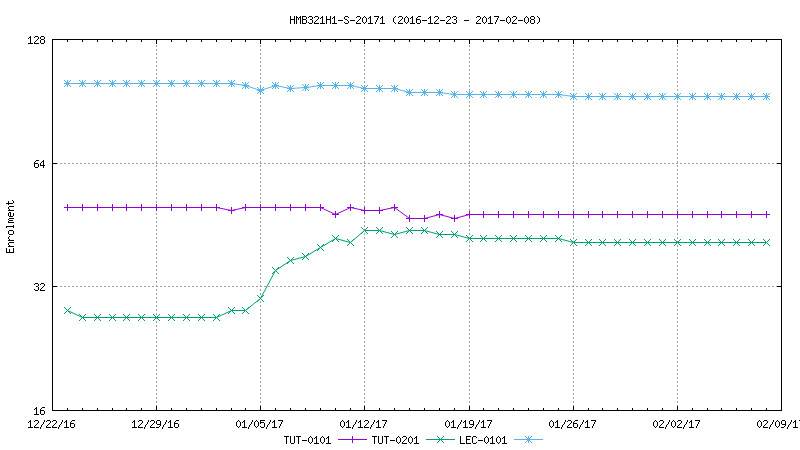 HMB321H1-S-20171 (2016-12-23 - 2017-02-08)
128
64
32
16
Enrolment
12/22/16 12/29/16 01/05/17 01/12/17 01/19/17 01/26/17 02/02/17 02/09/1
TUT-0101 TUT-0201 LEC-0101